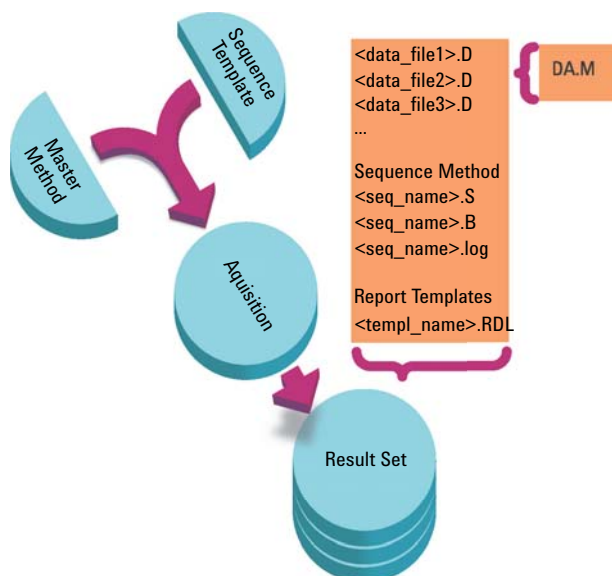 Sequence
Template
Master
Method
Aquisition
Result Set
<data_file1>.D
<data_file2>.D
<data_file3>.D
...
Sequence Method
<seq_name>.S
<seq_name>.B
<seq_name>.log
Report Templates
<templ_name>.RDL
DA.M